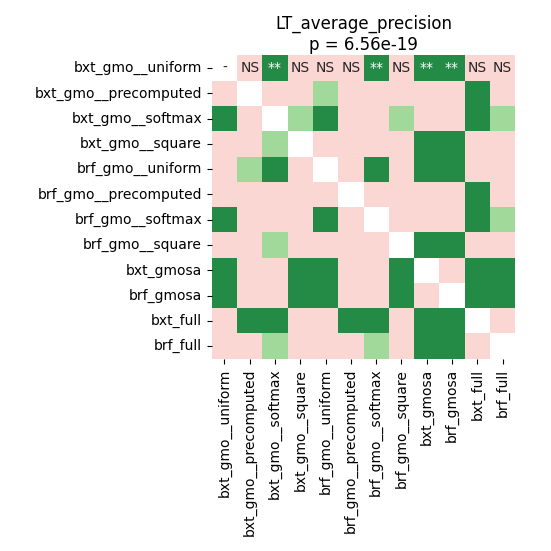 LT_average_precision
p = 6.56e-19
bxt_gmo__uniform - NS ** NS NS NS ** NS ** ** NS NS
bxt_gmo__precomputed
bxt_gmo__softmax
bxt_gmo__square
brf_gmo__uniform
brf_gmo__precomputed
brf_gmo__softmax
brf_gmo__square
bxt_gmosa
brf_gmosa
bxt_full
brf_full
bxt_gmo__uniform
bxt_gmo__precomputed
bxt_gmo__softmax
bxt_gmo__square
brf_gmo__uniform
brf_gmo__precomputed
brf_gmo__softmax
brf_gmo__square
bxt_gmosa
brf_gmosa
bxt_full
brf_full